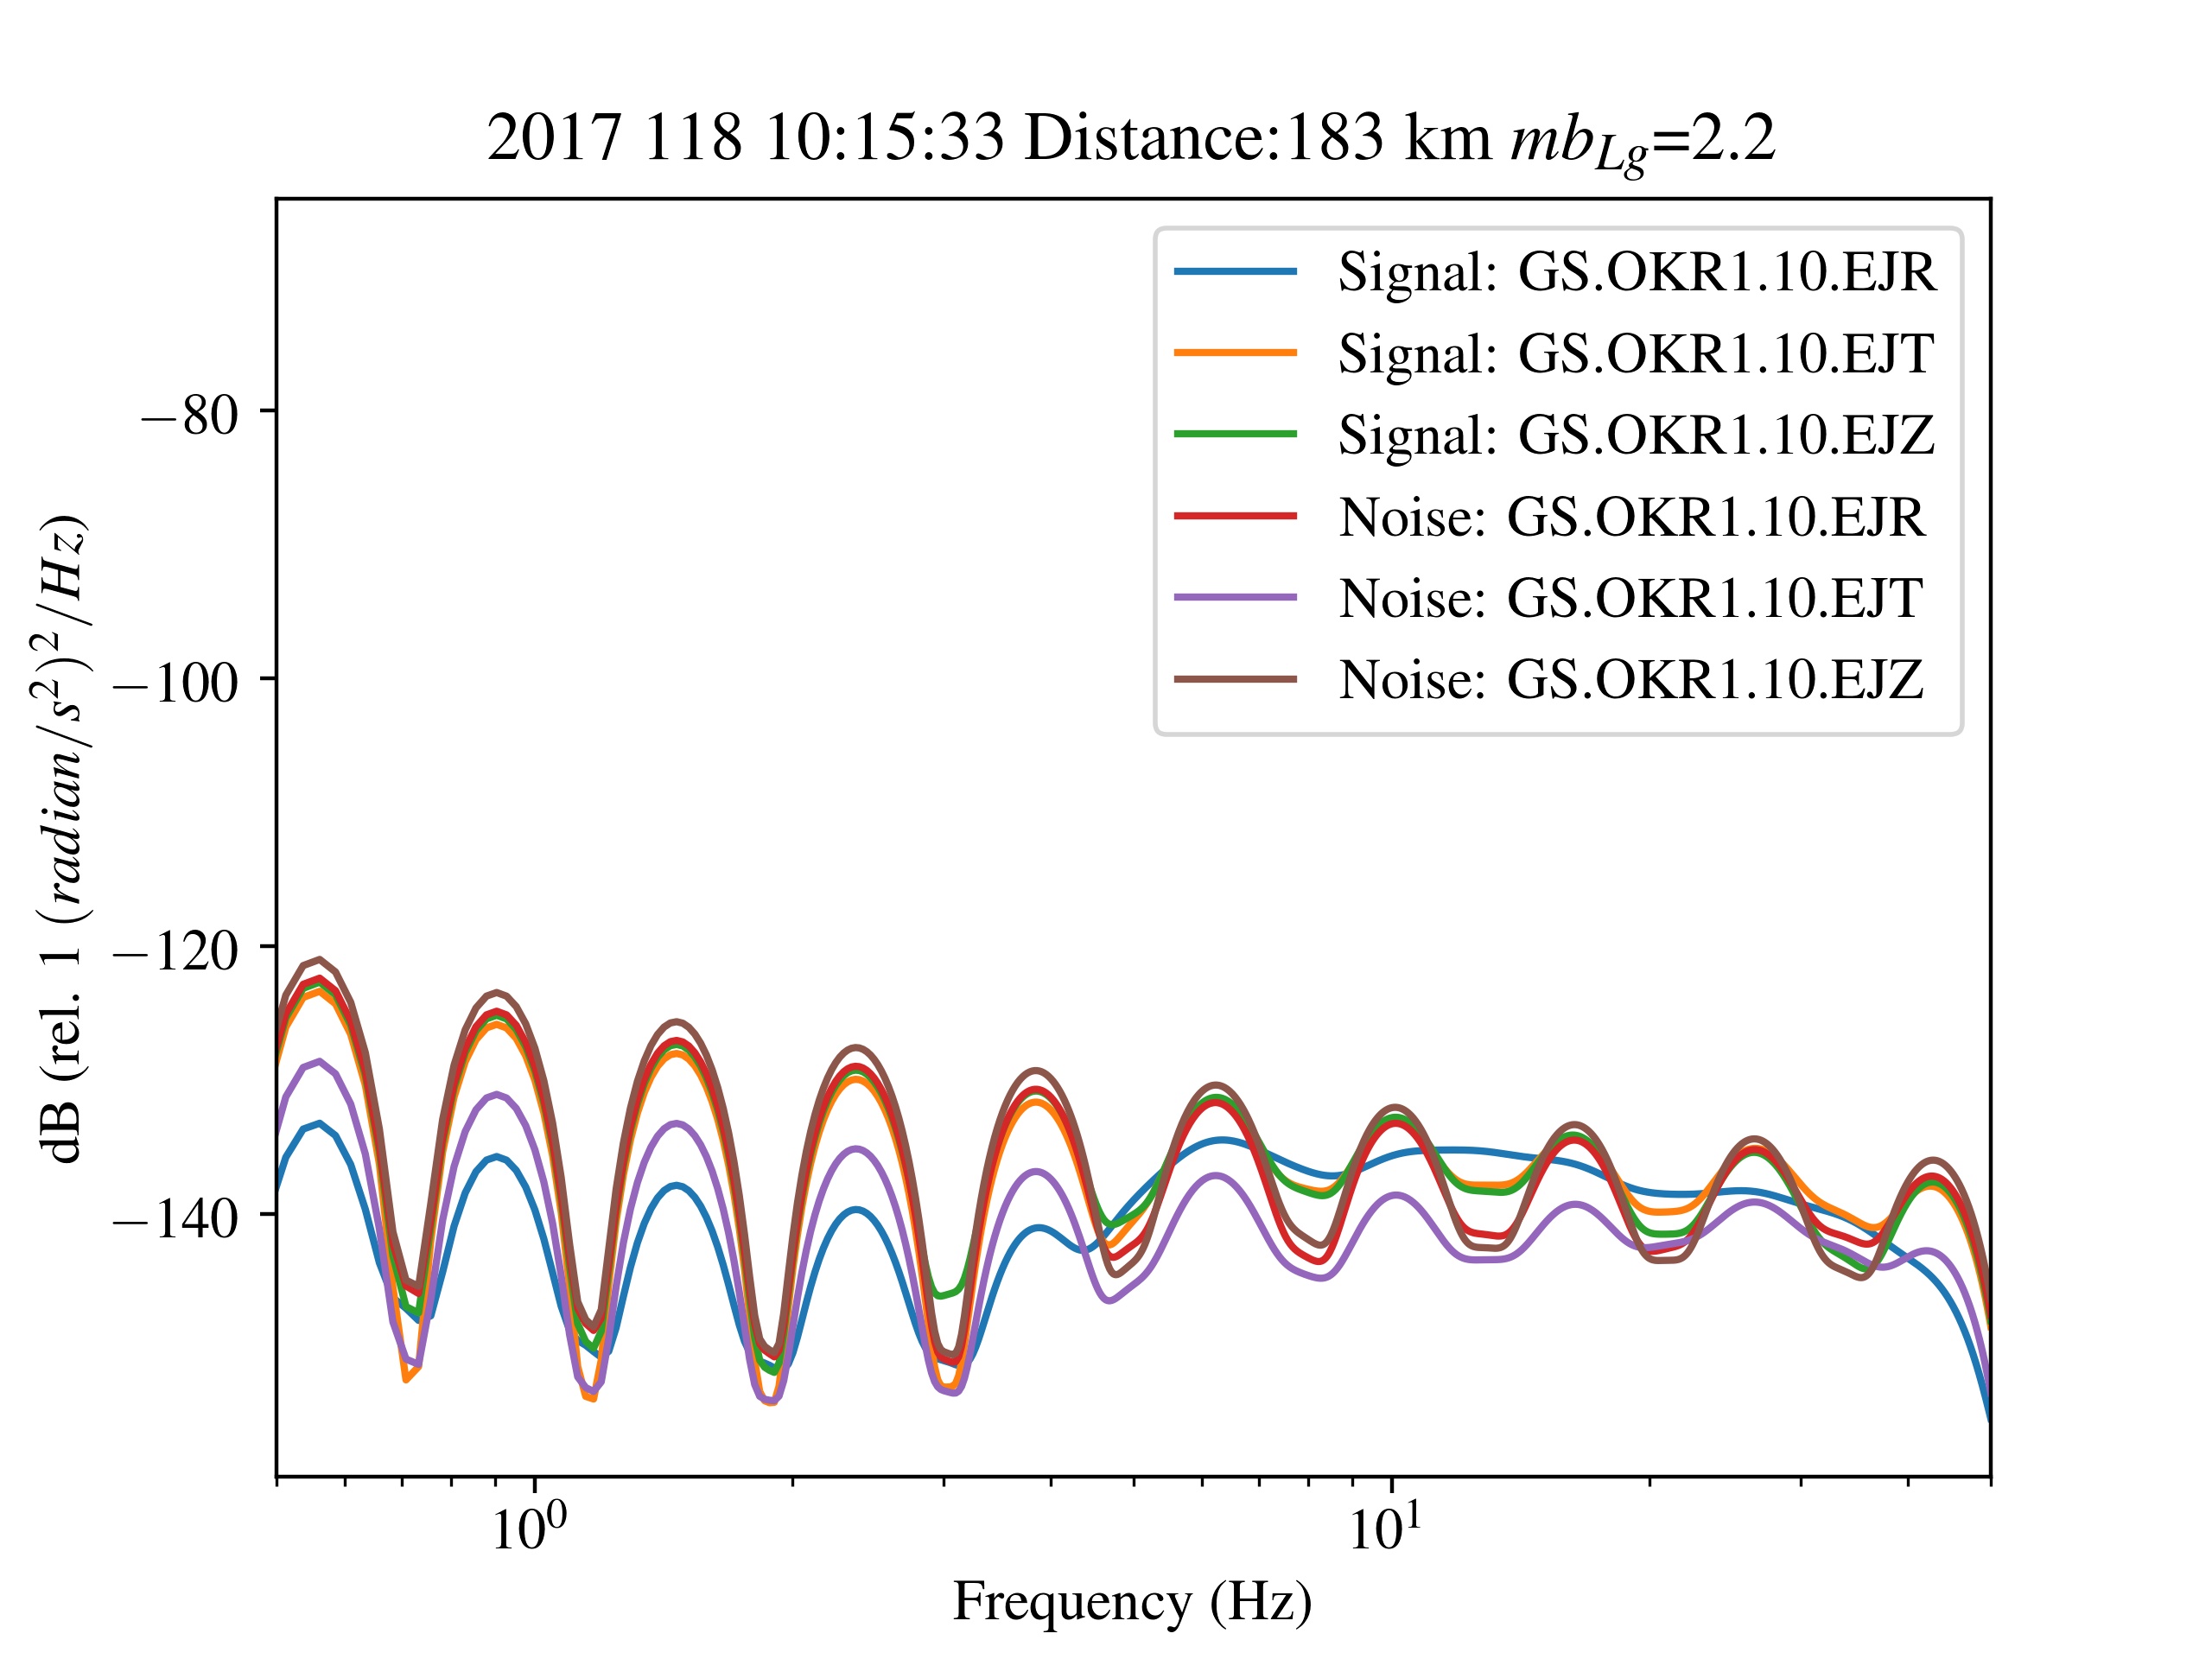 2017 118 10:15:33 Distance:183 km mb_Lg=2.2
Signal: GS.OKR1.10.EJR
Signal: GS.OKR1.10.EJT
Signal: GS.OKR1.10.EJZ
Noise: GS.OKR1.10.EJR
Noise: GS.OKR1.10.EJT
Noise: GS.OKR1.10.EJZ
dB (rel. 1 (radian/s²)²/Hz)
−80
−100
−120
−140
10⁰
10¹
Frequency (Hz)